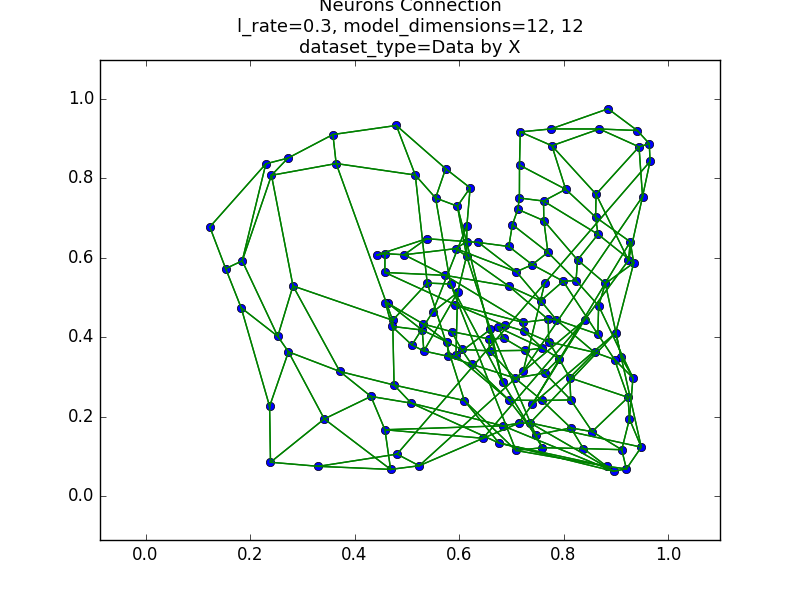 Neurons Connection
l_rate=0.3, model_dimensions=12, 12
dataset_type=Data by X
1.0
0.8
0.6
0.4
0.2
0.0
0.0 0.2 0.4 0.6 0.8 1.0